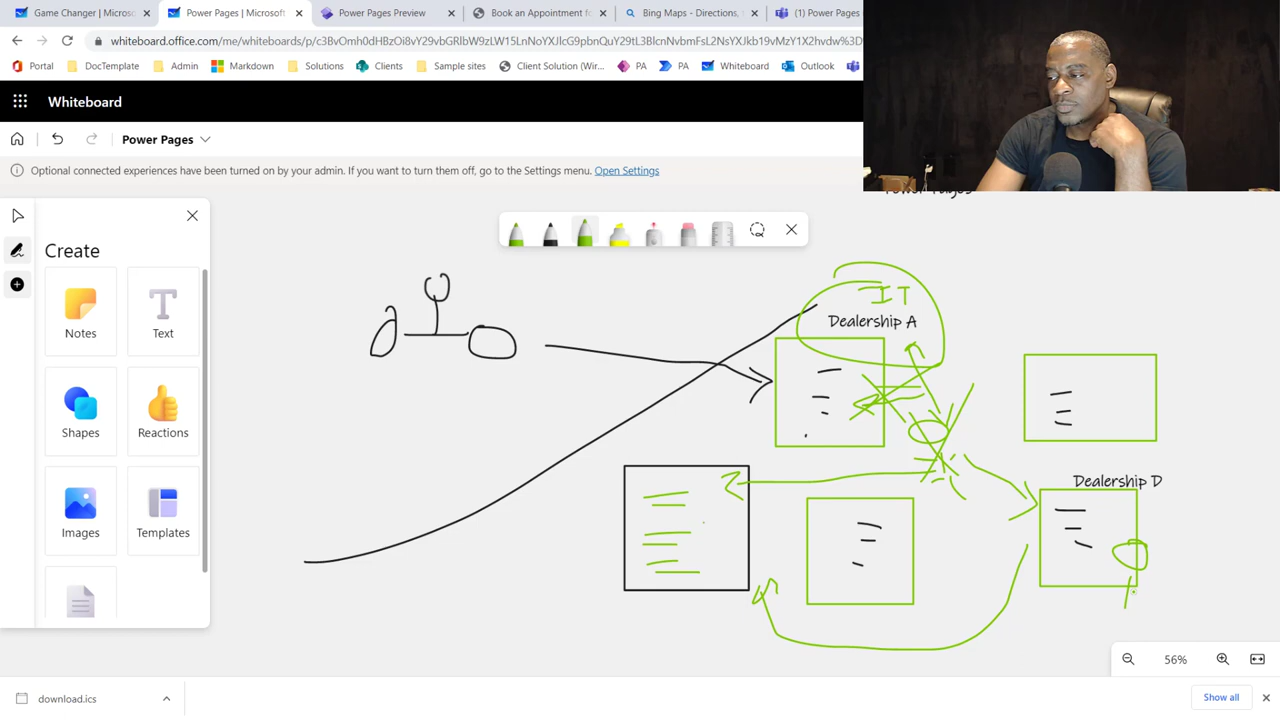 Game Changer | Microso
Power Pages | Microsoft
Power Pages Preview
Book an Appointment fo
Bing Maps - Directions, t
(1) Power Pages
whiteboard.office.com/me/whiteboards/p/c3BvOmh0dHBzOi8vY29vbGRlbW9zLW15LnNoYXJlcG9pbnQuY29tL3BlcnNvbmFsL2NsYXJkb19vMzY1X2hvdw%3D
Portal
DocTemplate
Admin
Markdown
Solutions
Clients
Sample sites
Client Solution (Wir...
PA
PA
Whiteboard
Outlook
Whiteboard
Power Pages
Optional connected experiences have been turned on by your admin. If you want to turn them off, go to the Settings menu. Open Settings
Power Pages
Create
Notes
Text
Shapes
Reactions
Images
Templates
IT
Dealership A
Dealership D
56%
download.ics
Show all